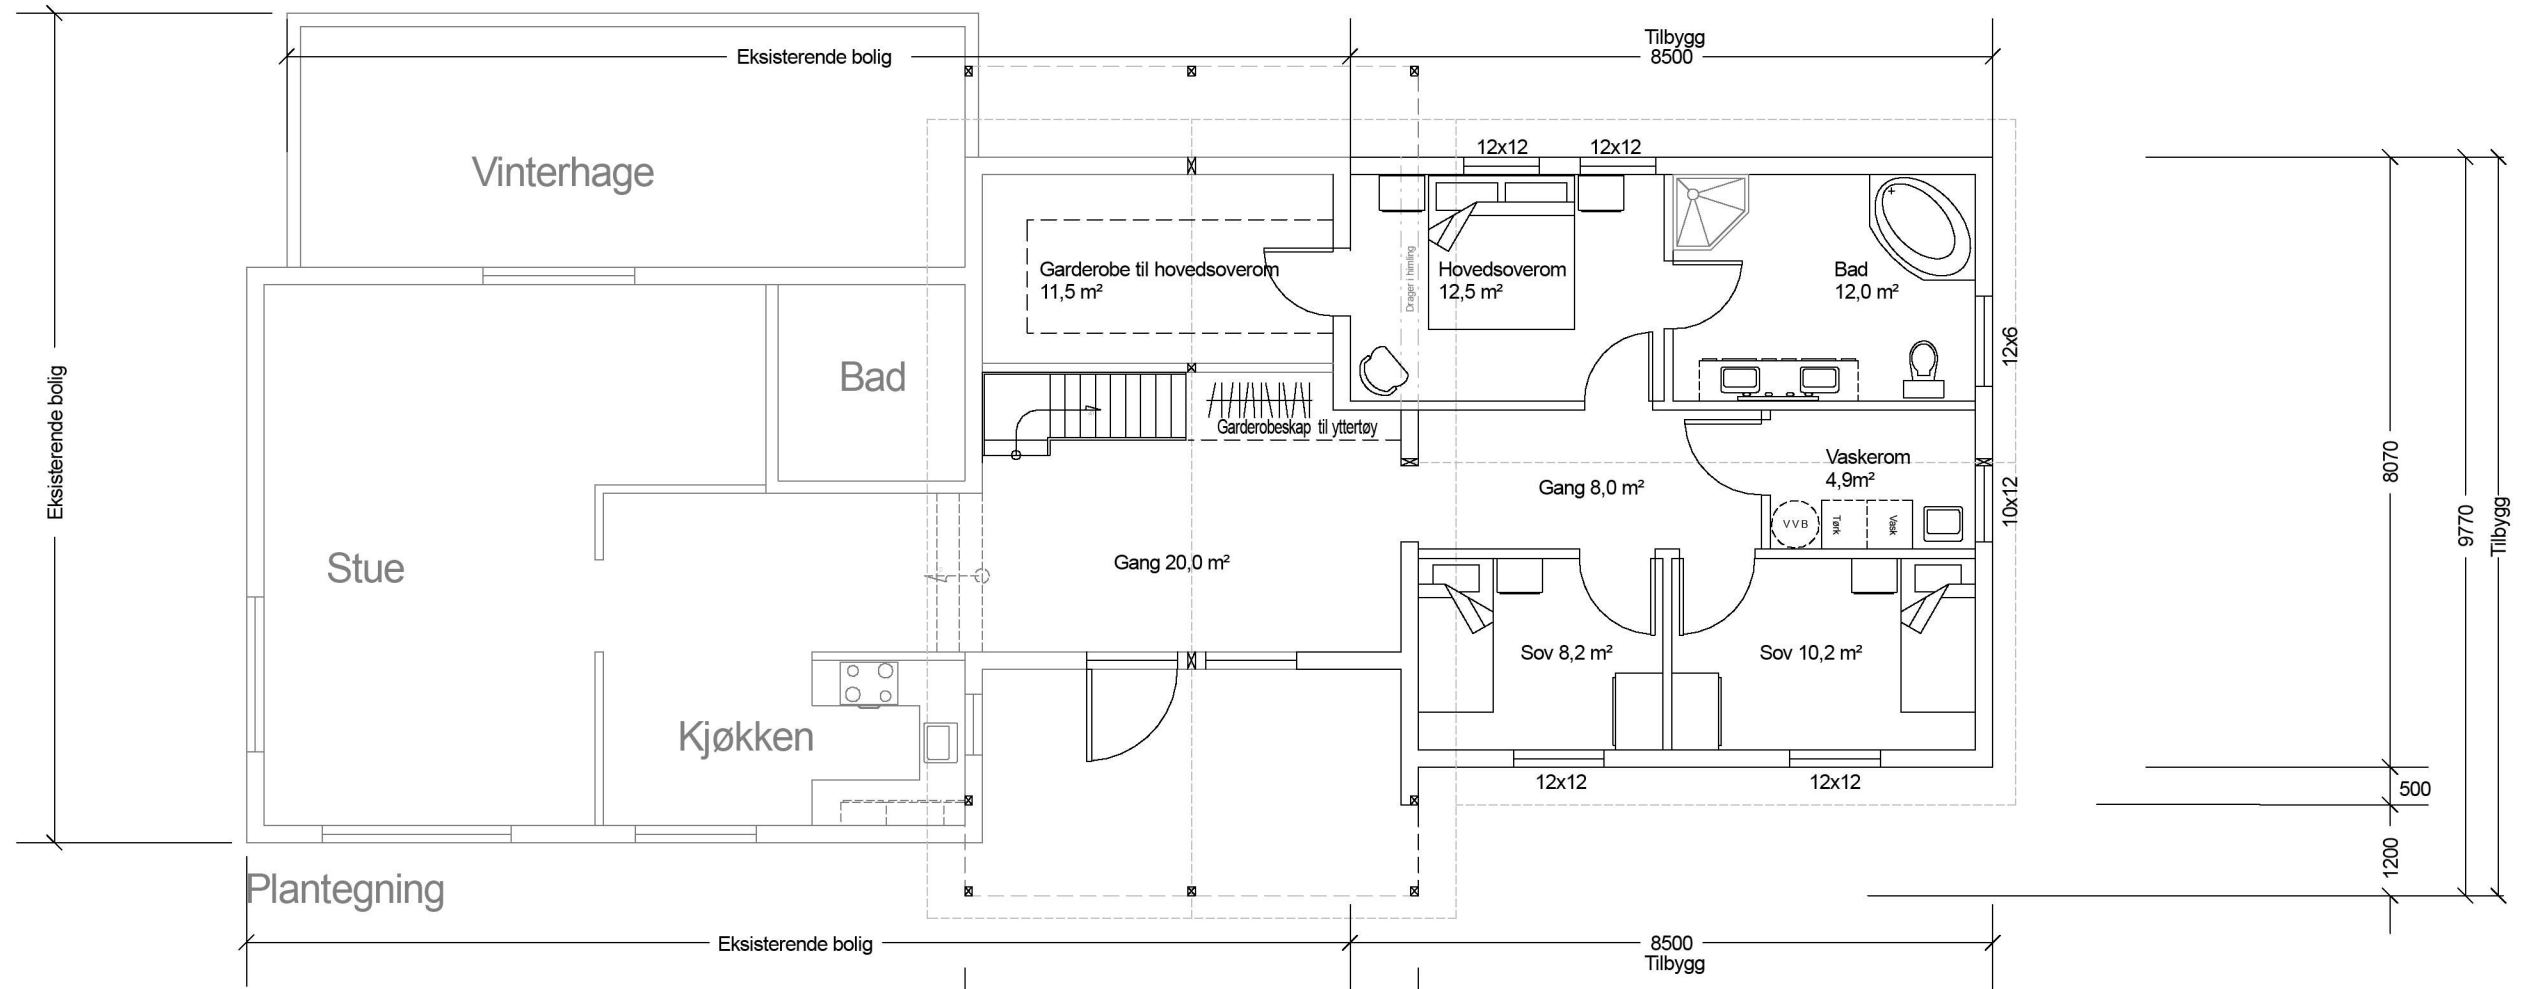 Tilbygg
8500
Eksisterende bolig
Vinterhage
12x12
12x12
Garderobe til hovedsoverom
11,5 m²
Drager i himling
Hovedsoverom
12,5 m²
Bad
12,0 m²
12x6
Eksisterende bolig
Bad
Garderobeskap til yttertøy
Vaskerom
4,9m²
Gang 8,0 m²
10x12
8070
9770
Tilbygg
VVB
Tørk
Vask
Stue
Gang 20,0 m²
Sov 8,2 m²
Sov 10,2 m²
Kjøkken
12x12
12x12
500
1200
Plantegning
Eksisterende bolig
8500
Tilbygg